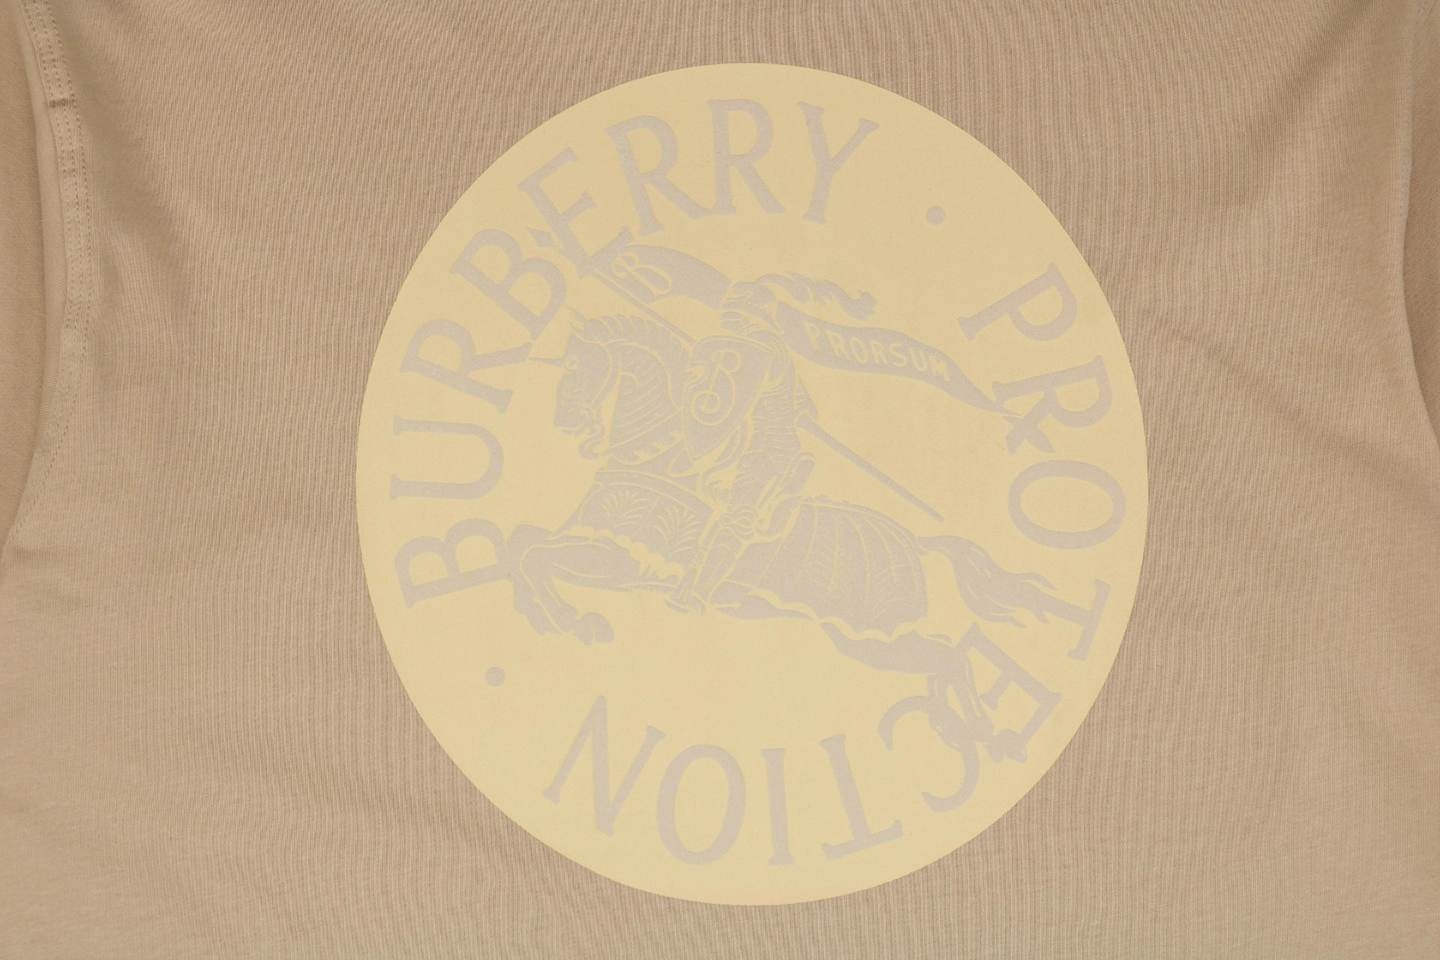 BURBERRY · PROTECTION ·
B
PRORSUM
B